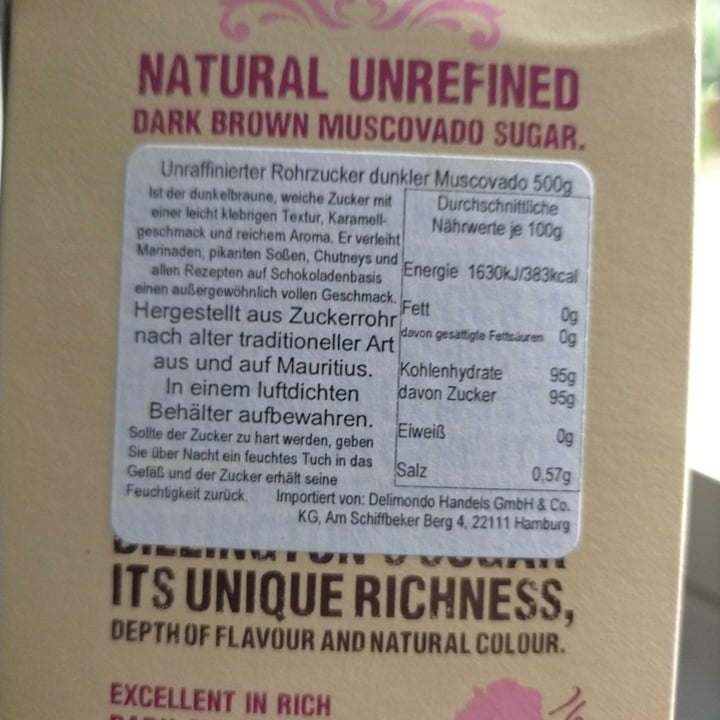 NATURAL UNREFINED
DARK BROWN MUSCOVADO SUGAR.
Unraffinierter Rohrzucker dunkler Muscovado 500g
Ist der dunkelbraune, weiche Zucker mit
einer leicht klebrigen Textur, Karamell-
geschmack und reichem Aroma. Er verleiht
Marinaden, pikanten Soßen, Chutneys und
allen Rezepten auf Schokoladenbasis
einen außergewöhnlich vollen Geschmack.
Hergestellt aus Zuckerrohr
nach alter traditioneller Art
aus und auf Mauritius.
In einem luftdichten
Behälter aufbewahren.
Sollte der Zucker zu hart werden, geben
Sie über Nacht ein feuchtes Tuch in das
Gefäß und der Zucker erhält seine
Feuchtigkeit zurück.
Durchschnittliche
Nährwerte je 100g
Energie 1630kJ/383kcal
Fett 0g
davon gesättigte Fettsäuren 0g
Kohlenhydrate 95g
davon Zucker 95g
Eiweiß 0g
Salz 0,57g
Importiert von: Delimondo Handels GmbH & Co.
KG, Am Schiffbeker Berg 4, 22111 Hamburg
ITS UNIQUE RICHNESS,
DEPTH OF FLAVOUR AND NATURAL COLOUR.
EXCELLENT IN RICH